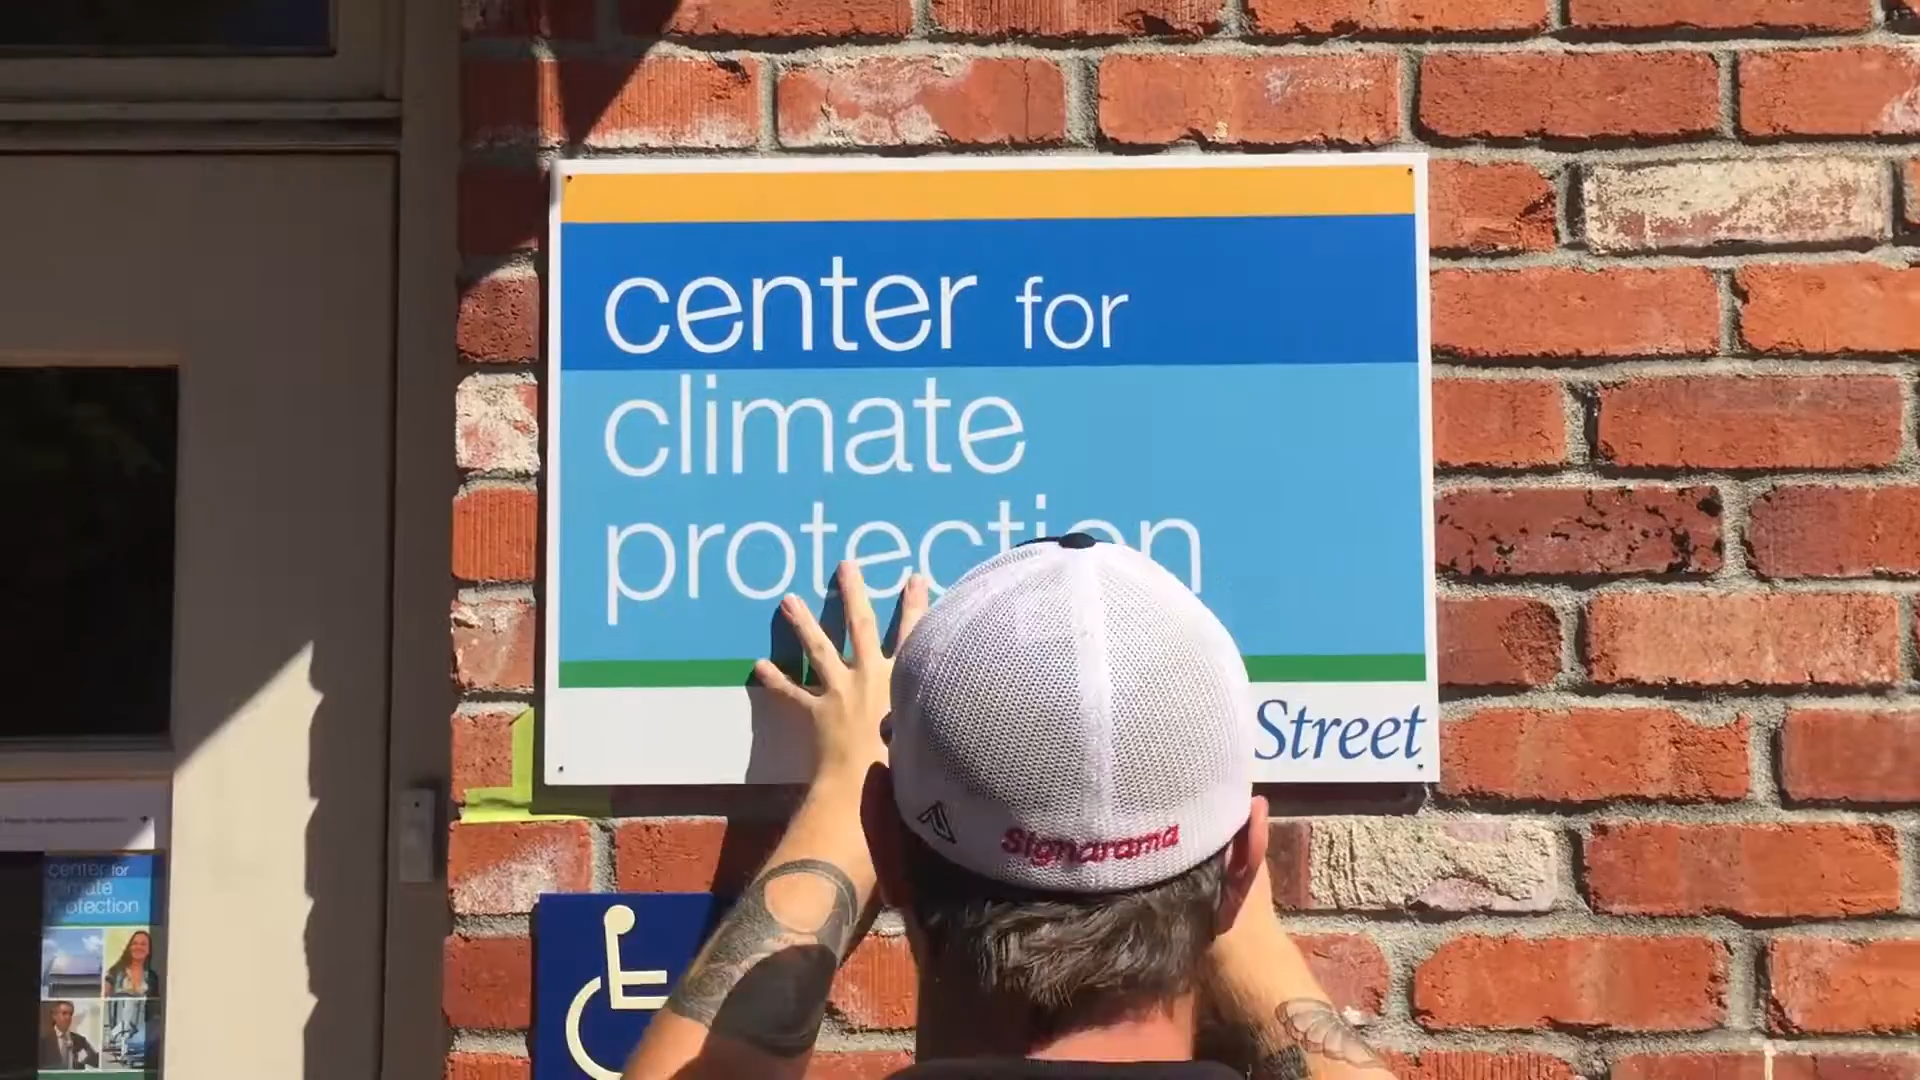 center for
climate
protection
Street
Signarama
center for
climate
protection